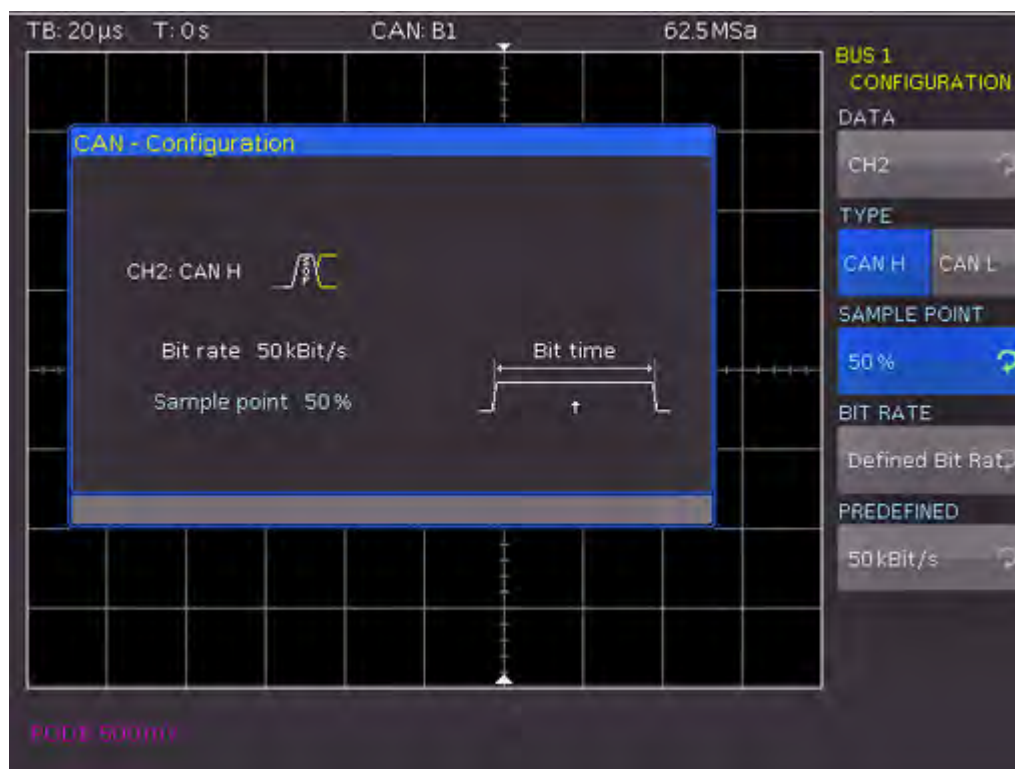 TB: 20 µs T: 0 s CAN: B1 62.5 MSa
BUS 1
CONFIGURATION
DATA
CH2
TYPE
CAN H CAN L
SAMPLE POINT
50 %
BIT RATE
Defined Bit Rat
PREDEFINED
50 kBit/s
CAN - Configuration
CH2: CAN H
Bit rate 50 kBit/s
Sample point 50 %
Bit time